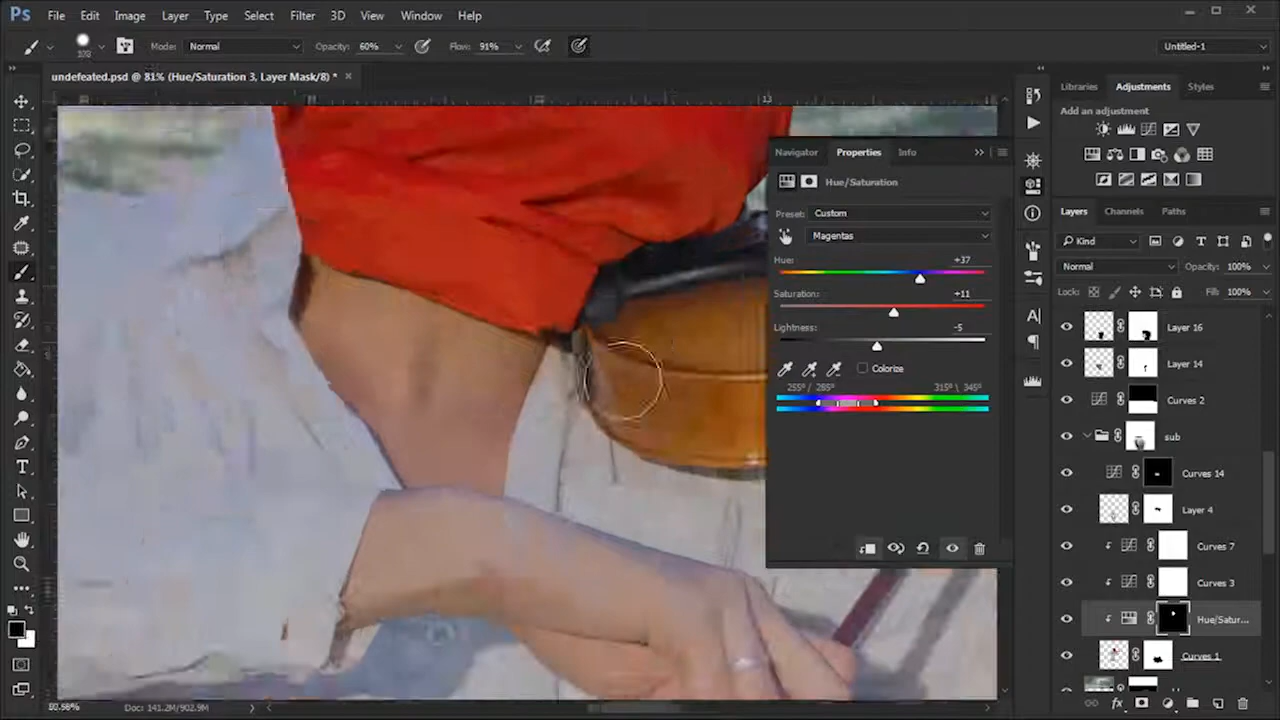 Ps File Edit Image Layer Type Select Filter 3D View Window Help
Mode: Normal Opacity: 60% Flow: 91% Untitled-1
undefeated.psd @ 81% (Hue/Saturation 3, Layer Mask/8) * ×
Libraries Adjustments Styles
Add an adjustment
13
Navigator Properties Info
Hue/Saturation
Preset: Custom
Magentas
Hue: +37
Saturation: +11
Lightness: -5
Colorize
315° \ 345°
Layers Channels Paths
Kind
Normal Opacity: 100%
Lock: Fill: 100%
Layer 16
Layer 14
Curves 2
sub
Curves 14
Layer 4
Curves 7
Curves 3
Hue/Satur...
Curves 1
Doc: 141.2M/902.9M